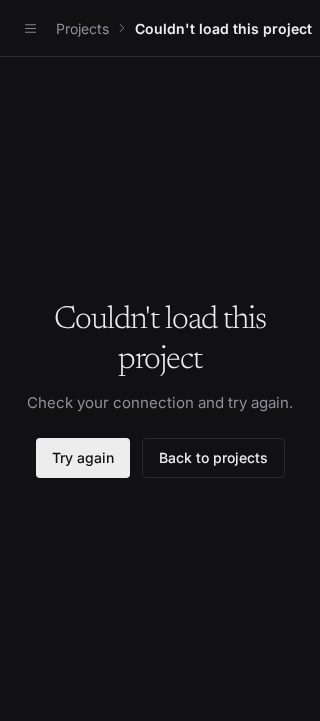 Projects > Couldn't load this project
Couldn't load this
project
Check your connection and try again.
Try again Back to projects